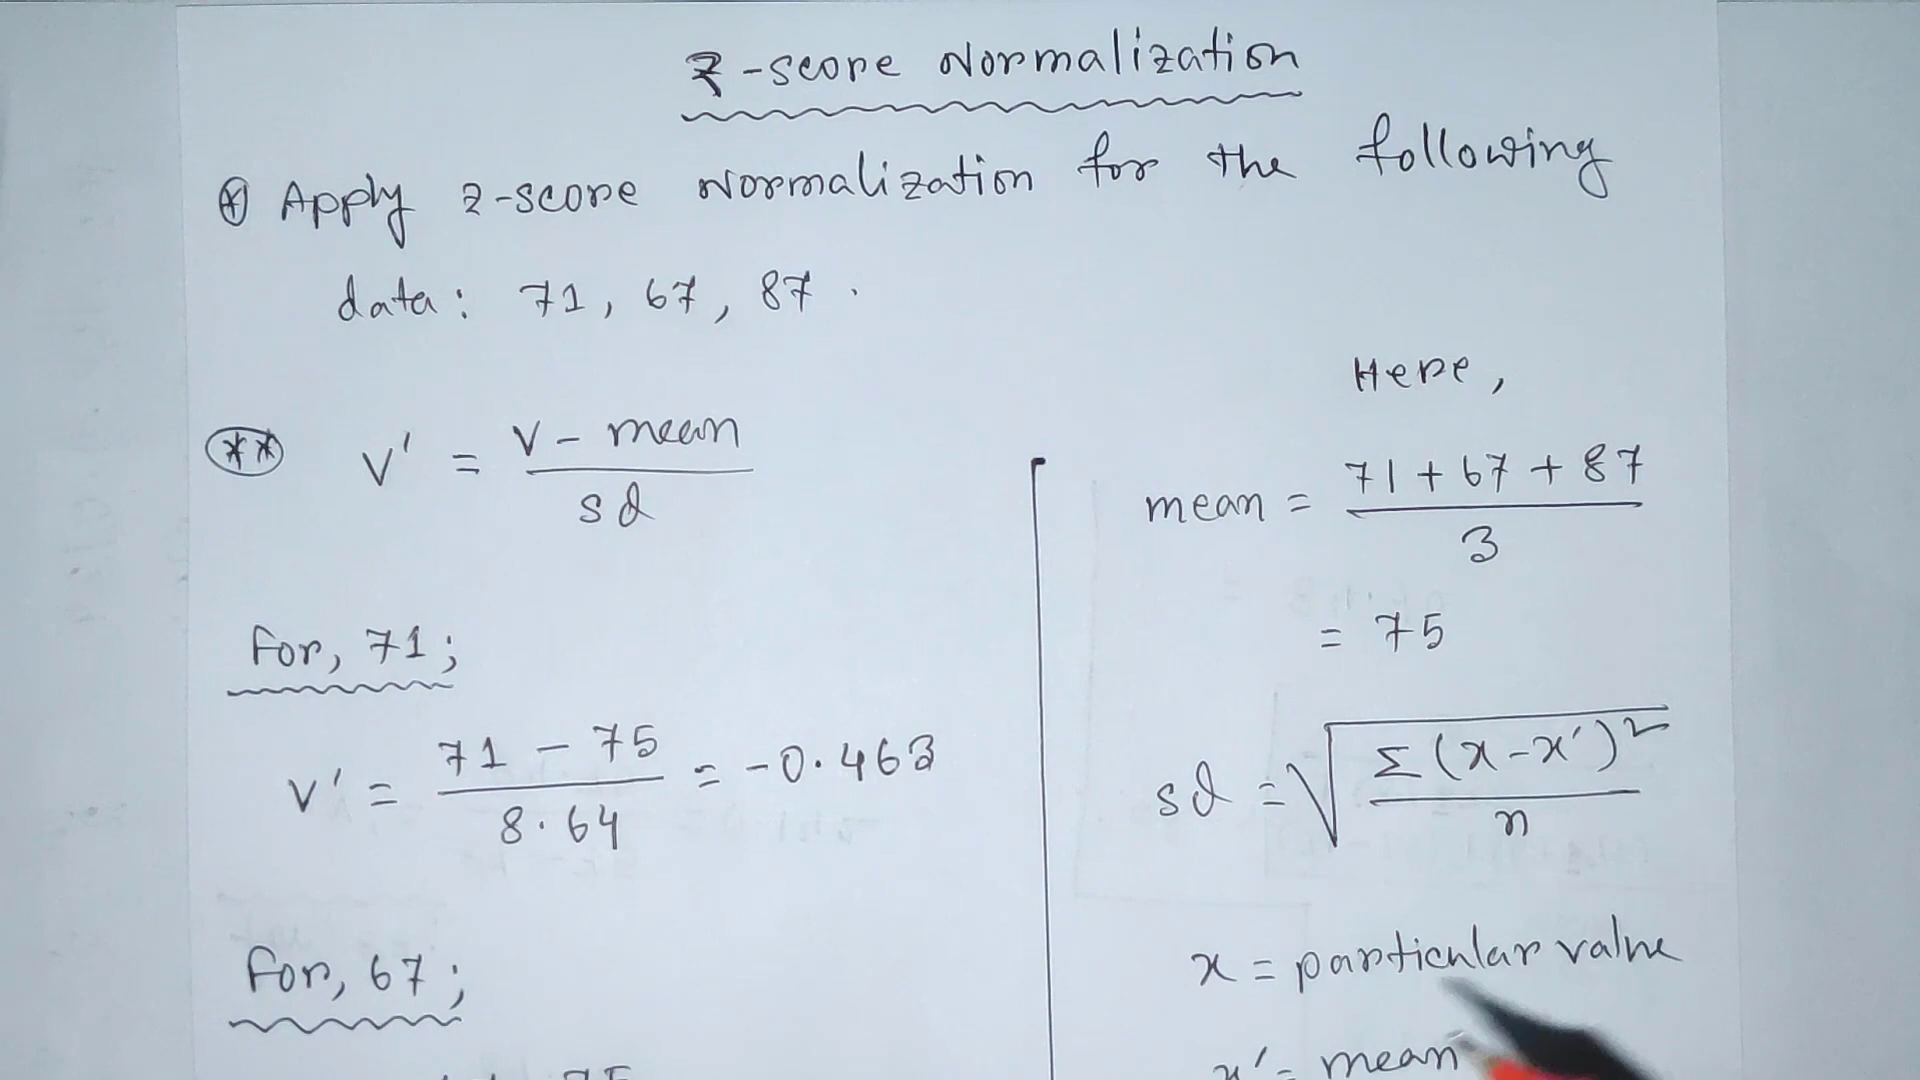 Z-score Normalization
* Apply z-score Normalization for the following
data: 71, 67, 87.
** V' = V - mean / sd
For, 71;
V' = 71 - 75 / 8.64 = -0.463
For, 67;
Here,
mean = 71 + 67 + 87 / 3
= 75
sd = √ Σ(x-x')² / n
x = particular value
x' = mean